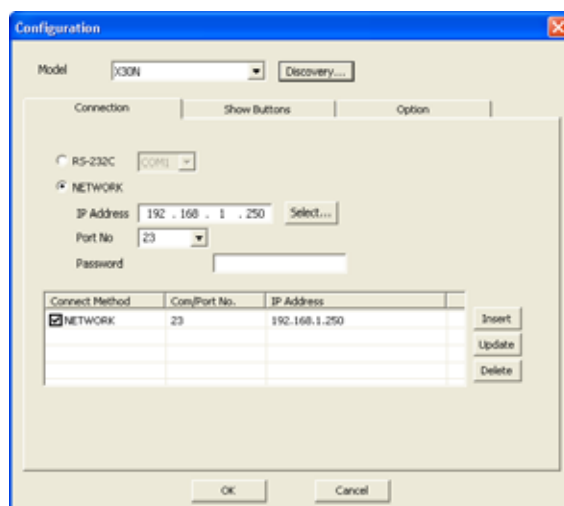 Configuration
Model X30N Discovery...
Connection Show Buttons Option
RS-232C COM1
NETWORK
IP Address 192 . 168 . 1 . 250 Select...
Port No 23
Password
Connect Method Com/Port No. IP Address
NETWORK 23 192.168.1.250 Insert
Update
Delete
OK Cancel